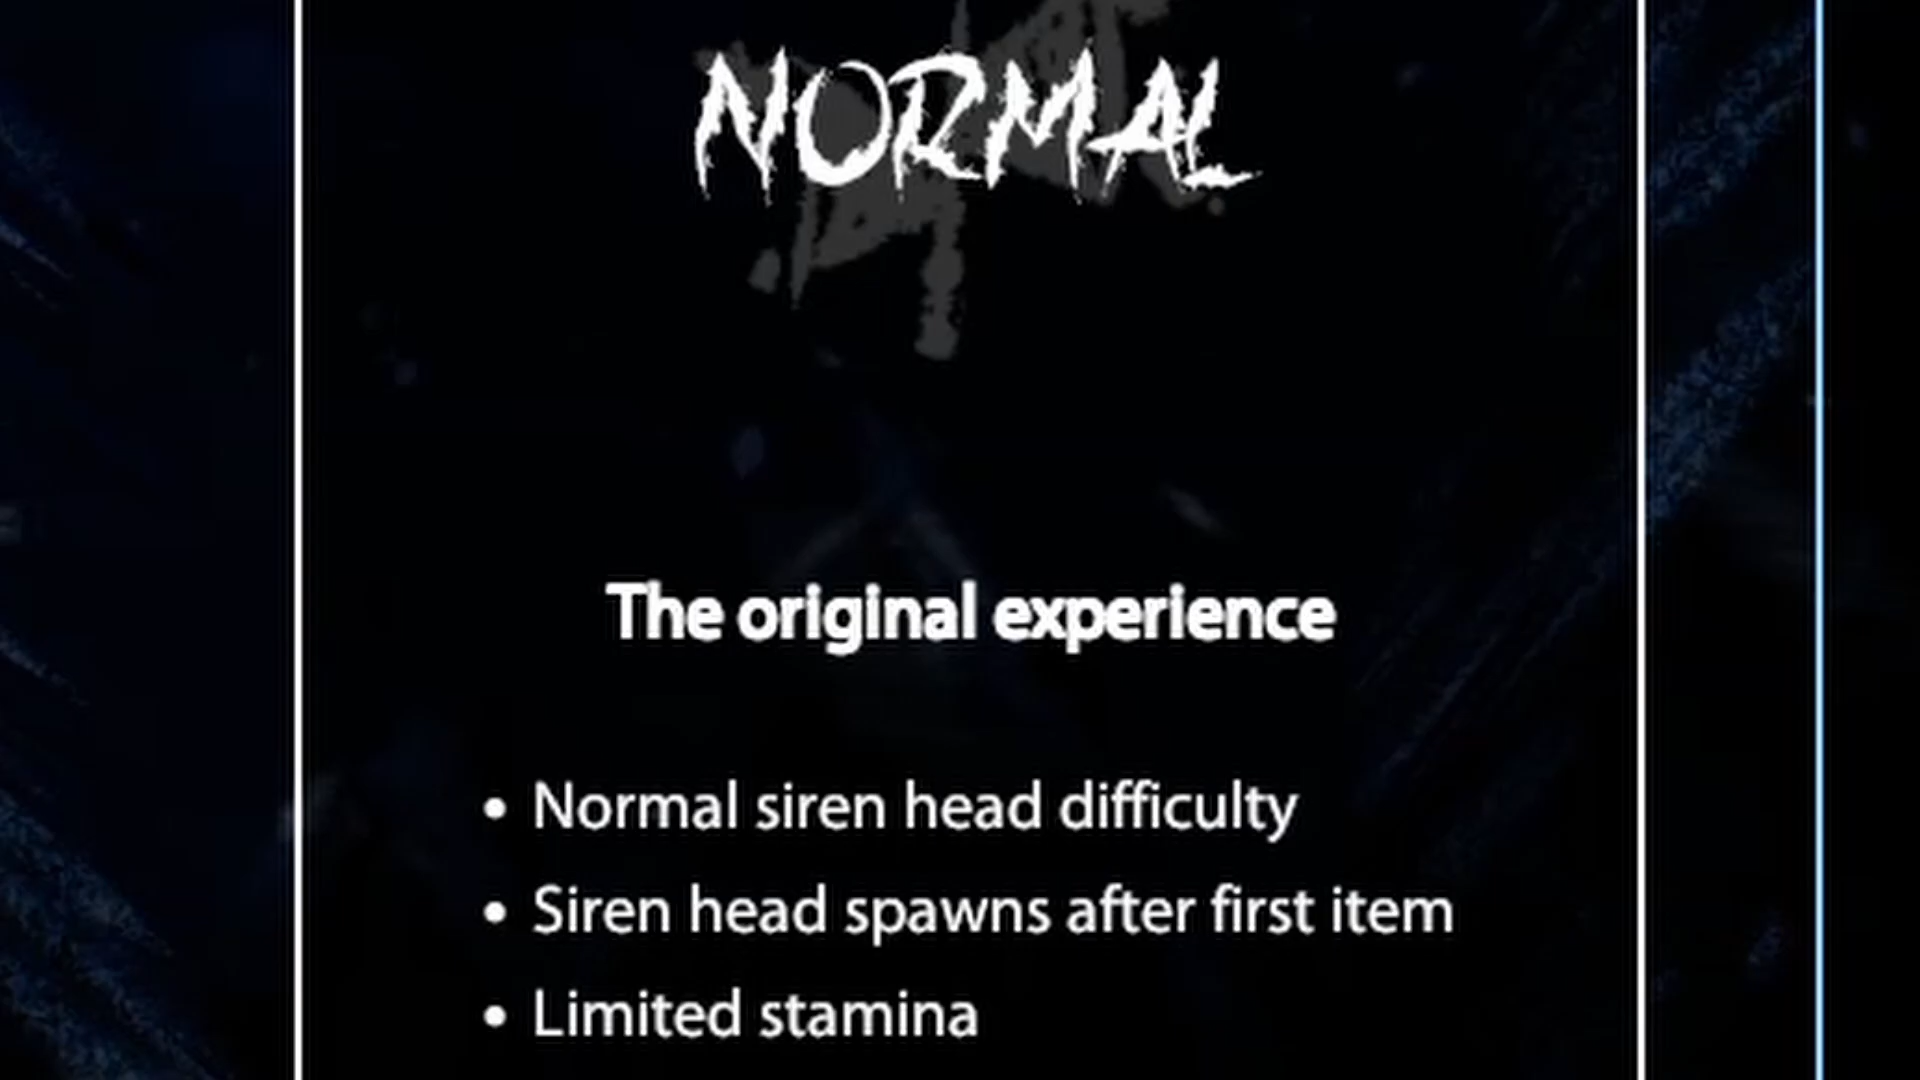 NORMAL
The original experience
• Normal siren head difficulty
• Siren head spawns after first item
• Limited stamina